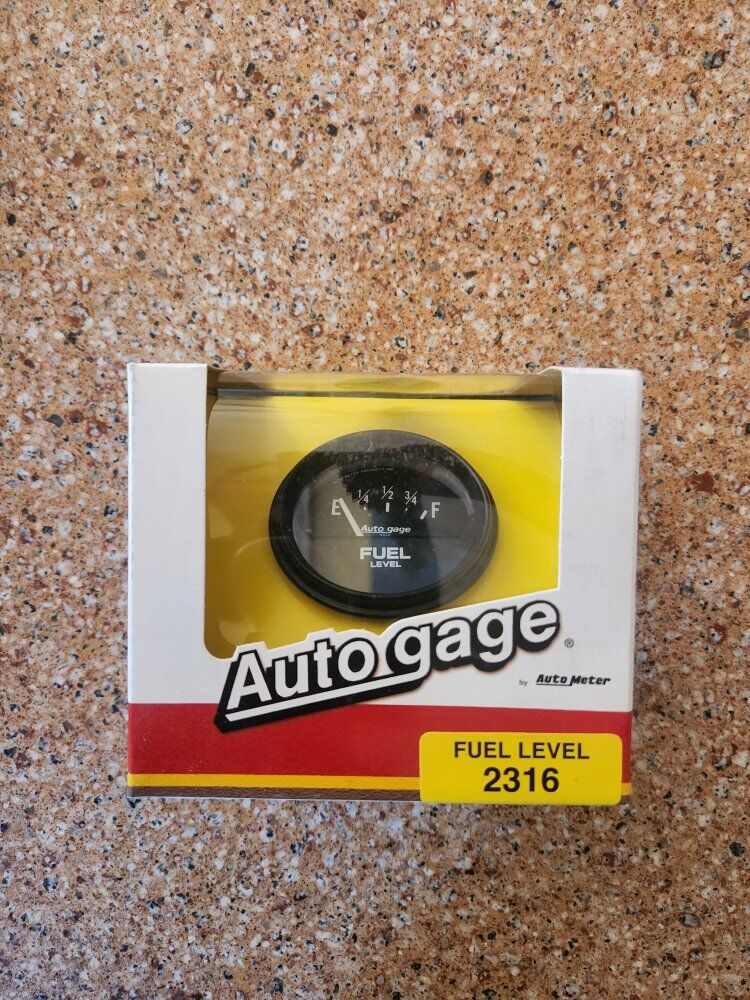 E 1/4 1/2 3/4 F
Auto gage
FUEL
LEVEL
Auto gage ®
by Auto Meter
FUEL LEVEL
2316